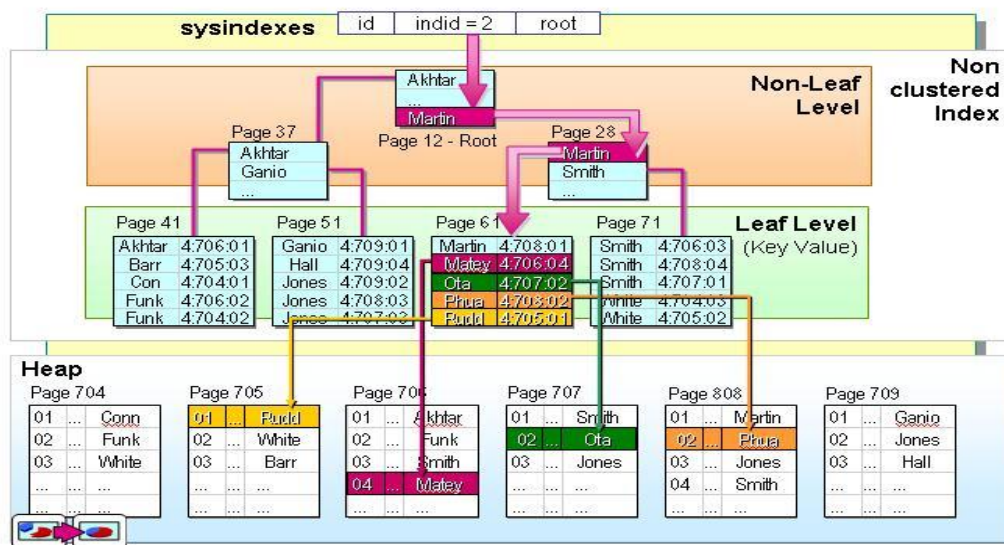 sysindexes id indid = 2 root
Non clustered Index
Non-Leaf Level
Akhtar
...
Martin
Page 12 - Root
Page 37
Akhtar
Ganio
...
Page 28
Martin
Smith
...
Leaf Level
(Key Value)
Page 41
Akhtar 4:706:01
Barr 4:705:03
Con 4:704:01
Funk 4:706:02
Funk 4:704:02
Page 51
Ganio 4:709:01
Hall 4:709:04
Jones 4:709:02
Jones 4:708:03
Jones 4:707:03
Page 61
Martin 4:708:01
Matey 4:706:04
Ota 4:707:02
Phua 4:708:02
Rudd 4:705:01
Page 71
Smith 4:706:03
Smith 4:708:04
Smith 4:707:01
White 4:704:03
White 4:705:02
Heap
Page 704
01 ... Conn
02 ... Funk
03 ... White
... ... ...
... ... ...
Page 705
01 ... Rudd
02 ... White
03 ... Barr
... ... ...
... ... ...
Page 706
01 ... Akhtar
02 ... Funk
03 ... Smith
04 ... Matey
... ... ...
Page 707
01 ... Smith
02 ... Ota
03 ... Jones
... ... ...
... ... ...
Page 808
01 ... Martin
02 ... Phua
03 ... Jones
04 ... Smith
... ... ...
Page 709
01 ... Ganio
02 ... Jones
03 ... Hall
... ... ...
... ... ...